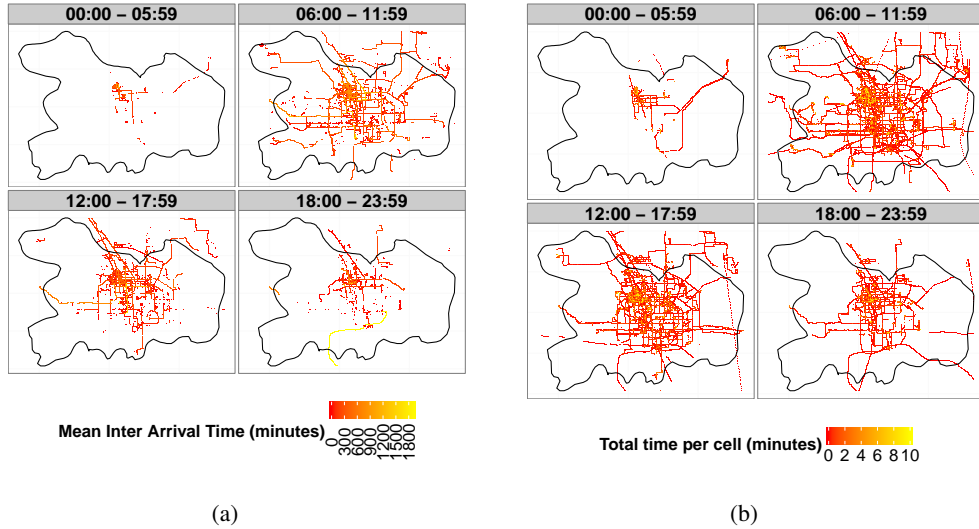 00:00 – 05:59 06:00 – 11:59
12:00 – 17:59 18:00 – 23:59
Mean Inter Arrival Time (minutes)
0 300 600 900 1200 1500 1800
(a)
00:00 – 05:59 06:00 – 11:59
12:00 – 17:59 18:00 – 23:59
Total time per cell (minutes)
0 2 4 6 8 10
(b)